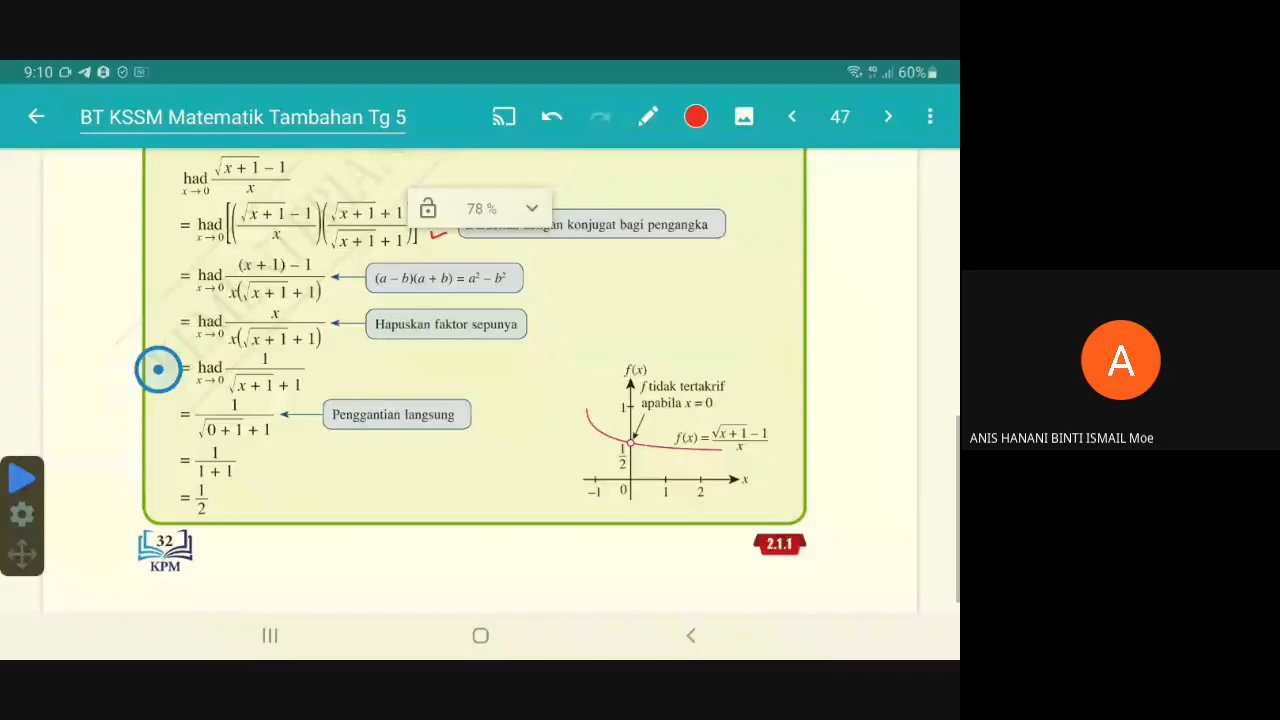 9:10 60%
BT KSSM Matematik Tambahan Tg 5 47
had x→0 (√(x + 1) − 1)/x
78 %
= had x→0 [((√(x + 1) − 1)/x)((√(x + 1) + 1)/(√(x + 1) + 1))] konjugat bagi pengangka
= had x→0 ((x + 1) − 1)/(x(√(x + 1) + 1)) (a − b)(a + b) = a² − b²
= had x→0 x/(x(√(x + 1) + 1)) Hapuskan faktor sepunya
= had x→0 1/(√(x + 1) + 1)
= 1/(√(0 + 1) + 1) Penggantian langsung
= 1/(1 + 1)
= 1/2
f(x)
f tidak tertakrif
apabila x = 0
1
f(x) = (√(x + 1) − 1)/x
1/2
x
−1 0 1 2
32
KPM
2.1.1
A
ANIS HANANI BINTI ISMAIL Moe